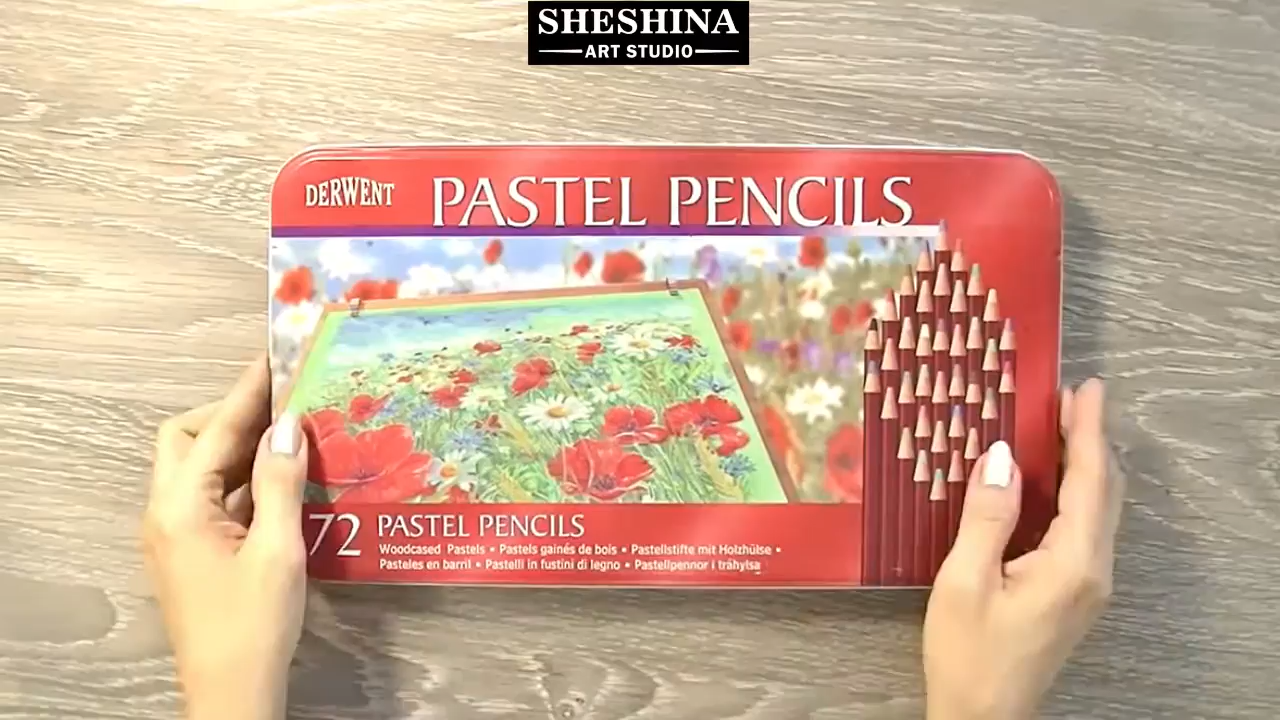 SHESHINA
ART STUDIO
DERWENT
PASTEL PENCILS
72 PASTEL PENCILS
Woodcased Pastels • Pastels gainés de bois • Pastellstifte mit Holzhülse •
Pasteles en barril • Pastelli in fustini di legno • Pastellpennor i trähylsa